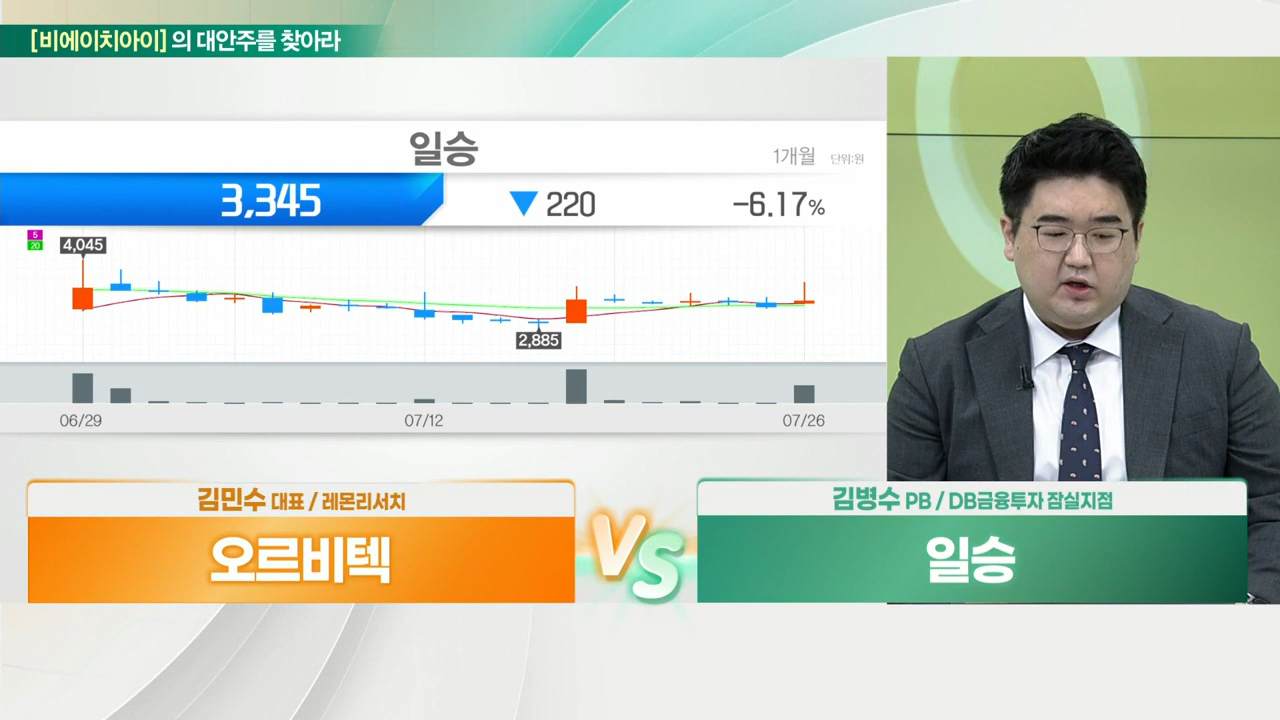 [비에이치아이]의 대안주를 찾아라
일승
1개월 단위:원
3,345 ▼220 -6.17%
5
20
4,045
2,885
06/29 07/12 07/26
김민수 대표 / 레몬리서치
오르비텍
VS
김병수 PB / DB금융투자 잠실지점
일승